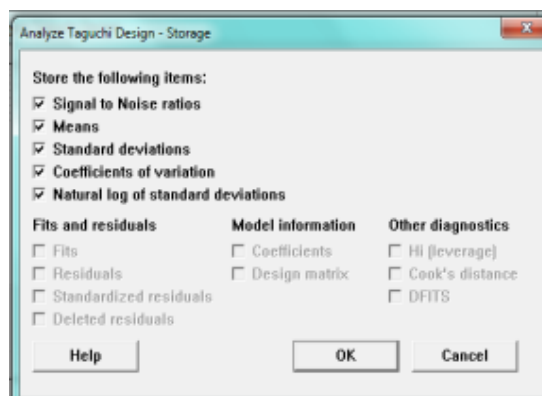 Analyze Taguchi Design - Storage
Store the following items:
Signal to Noise ratios
Means
Standard deviations
Coefficients of variation
Natural log of standard deviations
Fits and residuals
Fits
Residuals
Standardized residuals
Deleted residuals
Model information
Coefficients
Design matrix
Other diagnostics
Hi (leverage)
Cook's distance
DFITS
Help
OK
Cancel